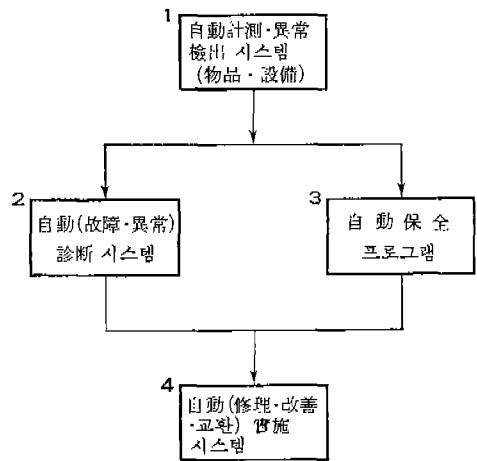 1
自動計測·異常
檢出 시스템
(物品·設備)
2
自動(故障·異常)
診斷 시스템
3
自動保全
프로그램
4
自動(修理·改善
·교환) 實施
시스템